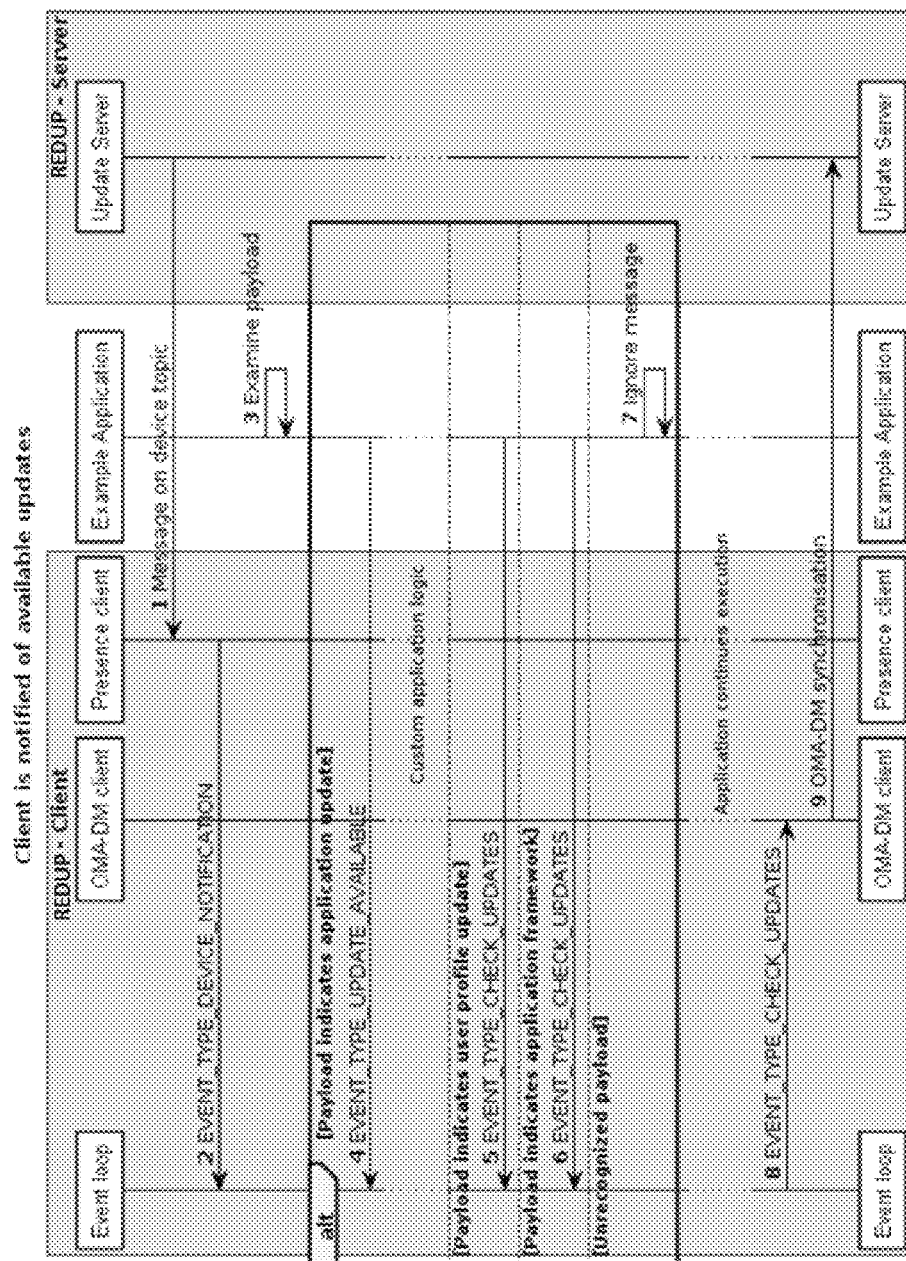 Client is notified of available updates
REDUP - Client
REDUP - Server
Event loop
OMA-DM client
Presence client
Example Application
Update Server
1 Message on device topic
2 EVENT_TYPE_DEVICE_NOTIFICATION
3 Examine payload
alt
[Payload indicates application update]
4 EVENT_TYPE_UPDATE_AVAILABLE
Custom application logic
[Payload indicates user profile update]
5 EVENT_TYPE_CHECK_UPDATES
[Payload indicates application framework]
6 EVENT_TYPE_CHECK_UPDATES
[Unrecognized payload]
7 Ignore message
Application continues execution
8 EVENT_TYPE_CHECK_UPDATES
9 OMA-DM synchronisation
Event loop
OMA-DM client
Presence client
Example Application
Update Server